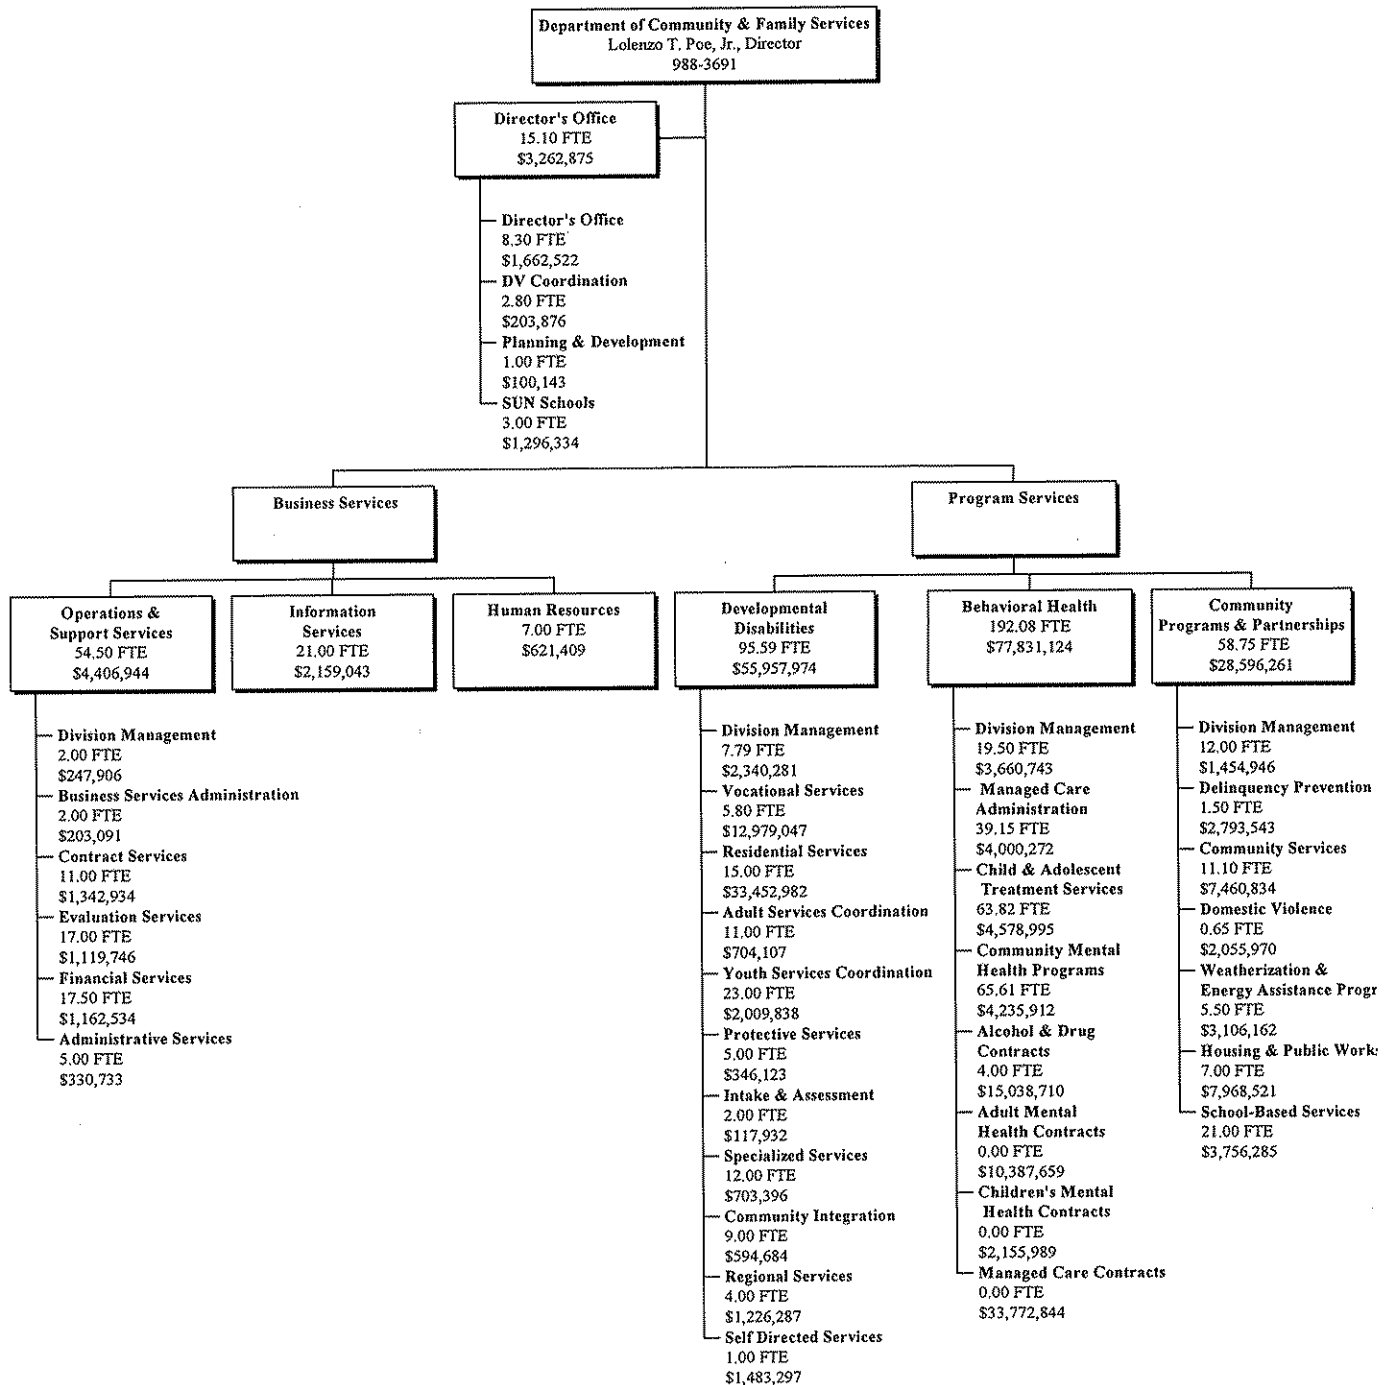 Department of Community & Family Services
Lolenzo T. Poe, Jr., Director
988-3691
Director's Office
15.10 FTE
$3,262,875
Director's Office
8.30 FTE
$1,662,522
DV Coordination
2.80 FTE
$203,876
Planning & Development
1.00 FTE
$100,143
SUN Schools
3.00 FTE
$1,296,334
Business Services
Program Services
Operations &
Support Services
54.50 FTE
$4,406,944
Information
Services
21.00 FTE
$2,159,043
Human Resources
7.00 FTE
$621,409
Developmental
Disabilities
95.59 FTE
$55,957,974
Behavioral Health
192.08 FTE
$77,831,124
Community
Programs & Partnerships
58.75 FTE
$28,596,261
Division Management
2.00 FTE
$247,906
Business Services Administration
2.00 FTE
$203,091
Contract Services
11.00 FTE
$1,342,934
Evaluation Services
17.00 FTE
$1,119,746
Financial Services
17.50 FTE
$1,162,534
Administrative Services
5.00 FTE
$330,733
Division Management
7.79 FTE
$2,340,281
Vocational Services
5.80 FTE
$12,979,047
Residential Services
15.00 FTE
$33,452,982
Adult Services Coordination
11.00 FTE
$704,107
Youth Services Coordination
23.00 FTE
$2,009,838
Protective Services
5.00 FTE
$346,123
Intake & Assessment
2.00 FTE
$117,932
Specialized Services
12.00 FTE
$703,396
Community Integration
9.00 FTE
$594,684
Regional Services
4.00 FTE
$1,226,287
Self Directed Services
1.00 FTE
$1,483,297
Division Management
19.50 FTE
$3,660,743
Managed Care
Administration
39.15 FTE
$4,000,272
Child & Adolescent
Treatment Services
63.82 FTE
$4,578,995
Community Mental
Health Programs
65.61 FTE
$4,235,912
Alcohol & Drug
Contracts
4.00 FTE
$15,038,710
Adult Mental
Health Contracts
0.00 FTE
$10,387,659
Children's Mental
Health Contracts
0.00 FTE
$2,155,989
Managed Care Contracts
0.00 FTE
$33,772,844
Division Management
12.00 FTE
$1,454,946
Delinquency Prevention
1.50 FTE
$2,793,543
Community Services
11.10 FTE
$7,460,834
Domestic Violence
0.65 FTE
$2,055,970
Weatherization &
Energy Assistance Progr
5.50 FTE
$3,106,162
Housing & Public Works
7.00 FTE
$7,968,521
School-Based Services
21.00 FTE
$3,756,285